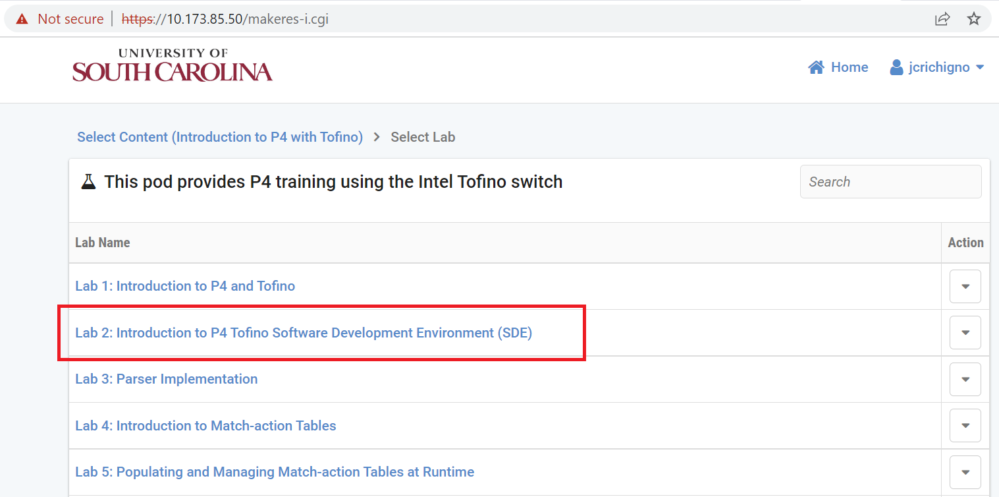 Not secure | https://10.173.85.50/makeres-i.cgi
UNIVERSITY OF
SOUTH CAROLINA
Home jcrichigno
Select Content (Introduction to P4 with Tofino) > Select Lab
This pod provides P4 training using the Intel Tofino switch
Search
Lab Name Action
Lab 1: Introduction to P4 and Tofino
Lab 2: Introduction to P4 Tofino Software Development Environment (SDE)
Lab 3: Parser Implementation
Lab 4: Introduction to Match-action Tables
Lab 5: Populating and Managing Match-action Tables at Runtime